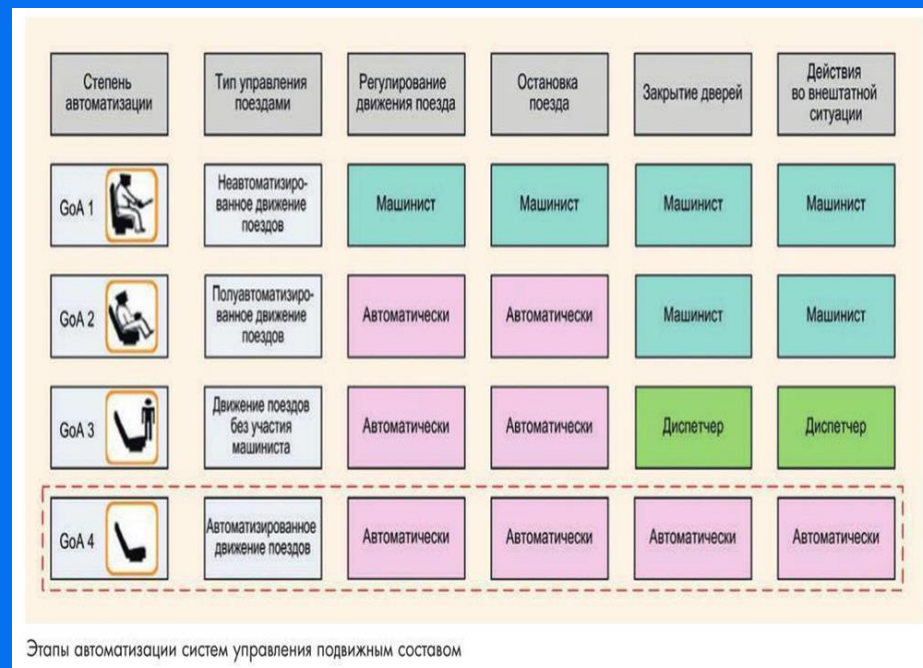 Степень
автоматизации
Тип управления
поездами
Регулирование
движения поезда
Остановка
поезда
Закрытие дверей
Действия
во внештатной
ситуации
GoA 1
Неавтоматизиро-
ванное движение
поездов
Машинист
Машинист
Машинист
Машинист
GoA 2
Полуавтоматизиро-
ванное движение
поездов
Автоматически
Автоматически
Машинист
Машинист
GoA 3
Движение поездов
без участия
машиниста
Автоматически
Автоматически
Диспетчер
Диспетчер
GoA 4
Автоматизированное
движение поездов
Автоматически
Автоматически
Автоматически
Автоматически
Этапы автоматизации систем управления подвижным составом